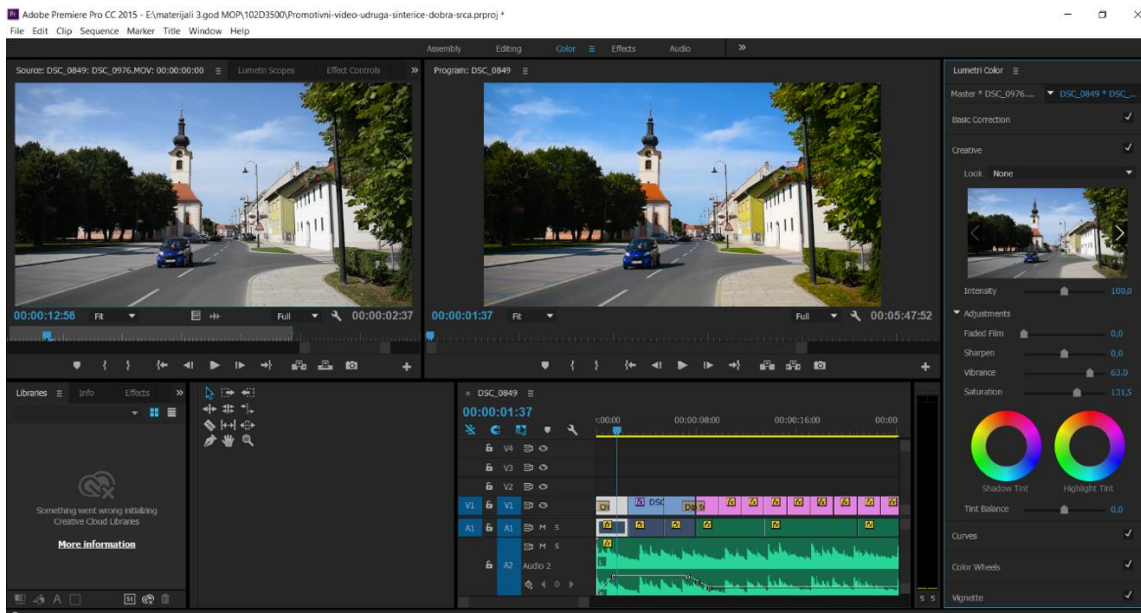 Adobe Premiere Pro CC 2015 - E:\materijali 3.god MOP\102D3500\Promotivni-video-udruga-sinterice-dobra-srca.prproj *
File Edit Clip Sequence Marker Title Window Help
Assembly Editing Color Effects Audio
Source: DSC_0849: DSC_0976.MOV: 00:00:00:00 Lumetri Scopes Effect Controls
Program: DSC_0849
Lumetri Color
Master * DSC_0976.... DSC_0849 * DSC_...
Basic Correction
Creative
Look None
Intensity 100,0
Adjustments
Faded Film 0,0
Sharpen 0,0
Vibrance 63,0
Saturation 131,5
Shadow Tint Highlight Tint
Tint Balance 0,0
Curves
Color Wheels
Vignette
00:00:12:56 Fit Full 00:00:02:37
00:00:01:37 Fit Full 00:05:47:52
Libraries Info Effects
Something went wrong initializing
Creative Cloud Libraries
More information
St
× DSC_0849
00:00:01:37
:00:00 00:00:08:00 00:00:16:00 00:00
V4
V3
V2
V1 V1 DSC
A1 A1 M S
M S
A2 Audio 2
S S